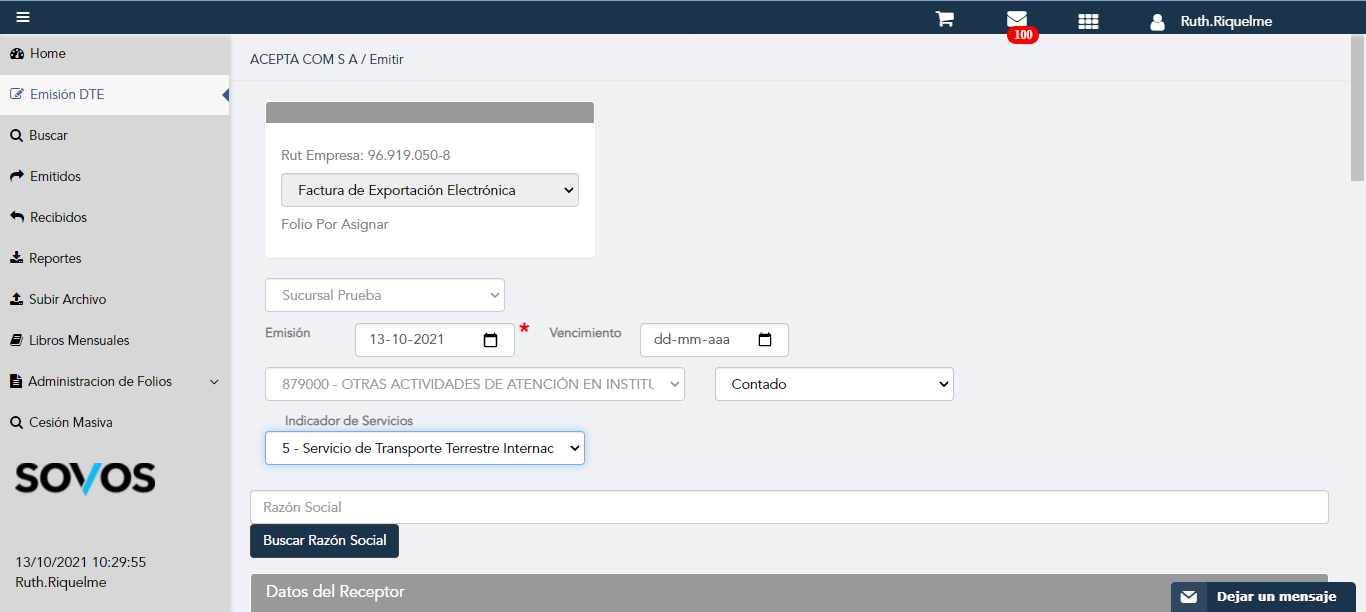 Ruth.Riquelme
100
Home
Emisión DTE
Buscar
Emitidos
Recibidos
Reportes
Subir Archivo
Libros Mensuales
Administracion de Folios
Cesión Masiva
SOVOS
13/10/2021 10:29:55
Ruth.Riquelme
ACEPTA COM S A / Emitir
Rut Empresa: 96.919.050-8
Factura de Exportación Electrónica
Folio Por Asignar
Sucursal Prueba
Emisión 13-10-2021 * Vencimiento dd-mm-aaa
879000 - OTRAS ACTIVIDADES DE ATENCIÓN EN INSTITU Contado
Indicador de Servicios
5 - Servicio de Transporte Terrestre Internac
Razón Social
Buscar Razón Social
Datos del Receptor
Dejar un mensaje